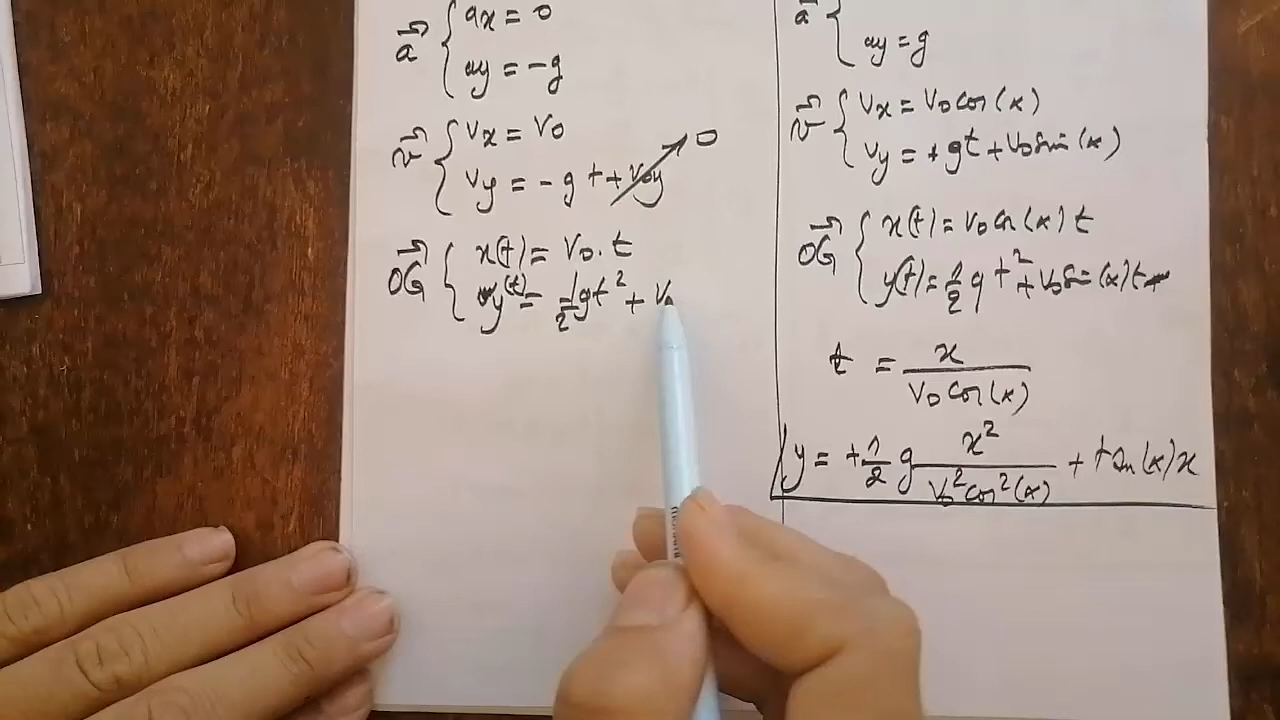 a⃗ { ax = 0
ay = -g
v⃗ { vx = v0
vy = -gt + v0y → 0
OG⃗ { x(t) = v0.t
y(t) = -1/2 gt² + v0
a⃗ {
ay = g
v⃗ { vx = v0 cos(α)
vy = +gt + v0 sin(α)
OG⃗ { x(t) = v0 cos(α) t
y(t) = 1/2 g t² + v0 sin(α) t
t = x / v0 cos(α)
y = +1/2 g x² / v0² cos²(α) + tan(α) x